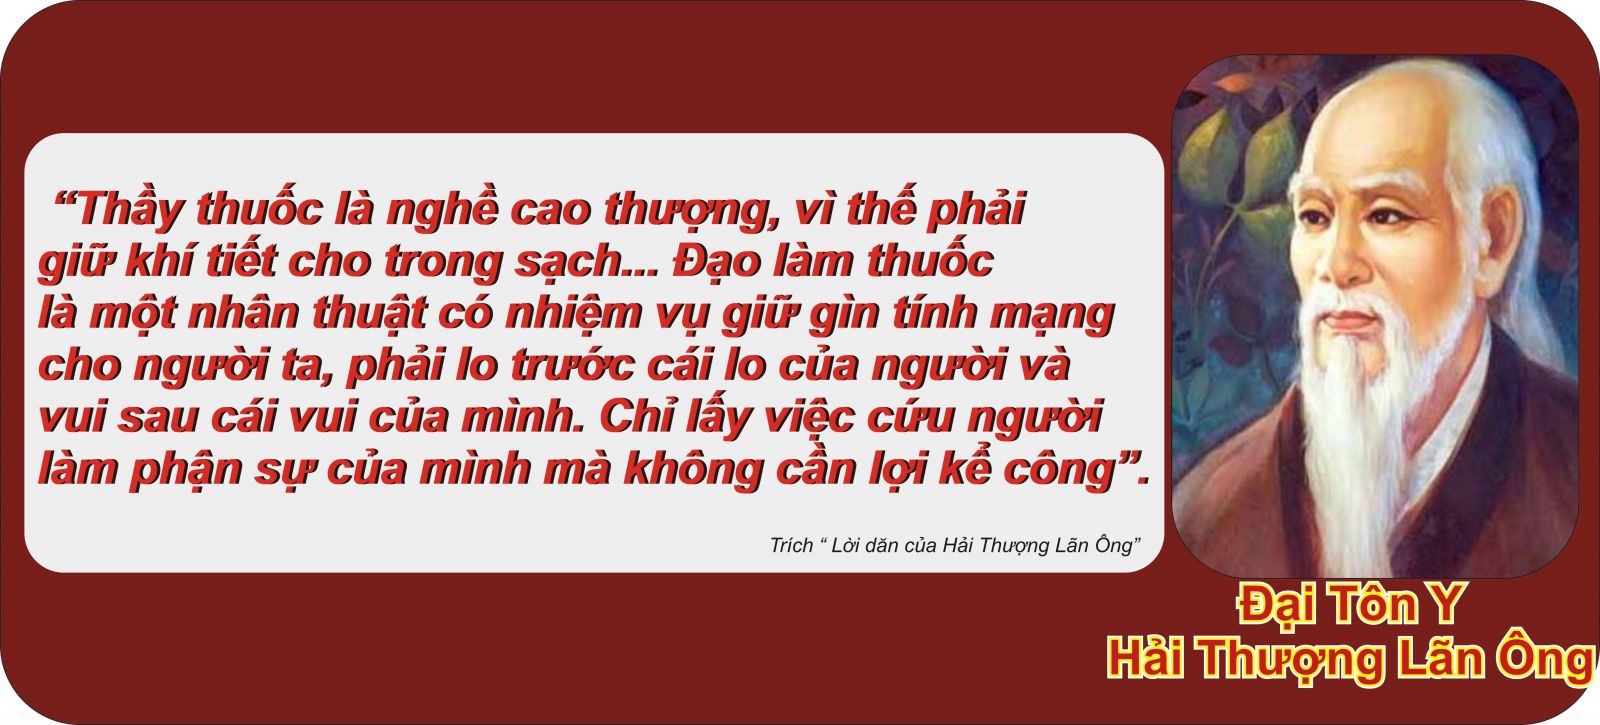 “Thầy thuốc là nghề cao thượng, vì thế phải
giữ khí tiết cho trong sạch... Đạo làm thuốc
là một nhân thuật có nhiệm vụ giữ gìn tính mạng
cho người ta, phải lo trước cái lo của người và
vui sau cái vui của mình. Chỉ lấy việc cứu người
làm phận sự của mình mà không cần lợi kể công”.
Trích “ Lời dăn của Hải Thượng Lãn Ông”
Đại Tôn Y
Hải Thượng Lãn Ông